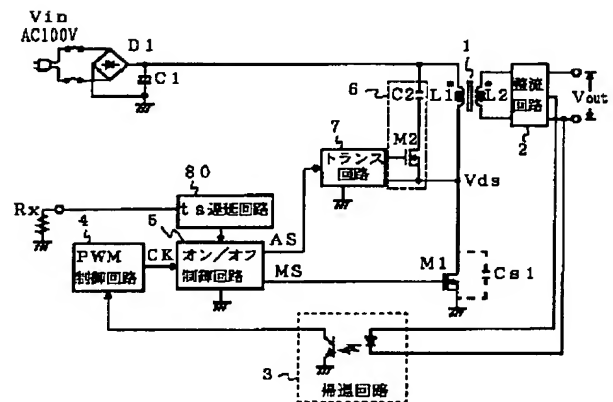 Vin
AC100V
D1
C1
6
C2
1
L1
L2
整流
回路
2
Vout
7
トランス
回路
M2
Vds
80
ts遅延回路
Rx
4
PWM
制御回路
CK
5
オン/オフ
制御回路
AS
MS
M1
Cs1
3
帰還回路